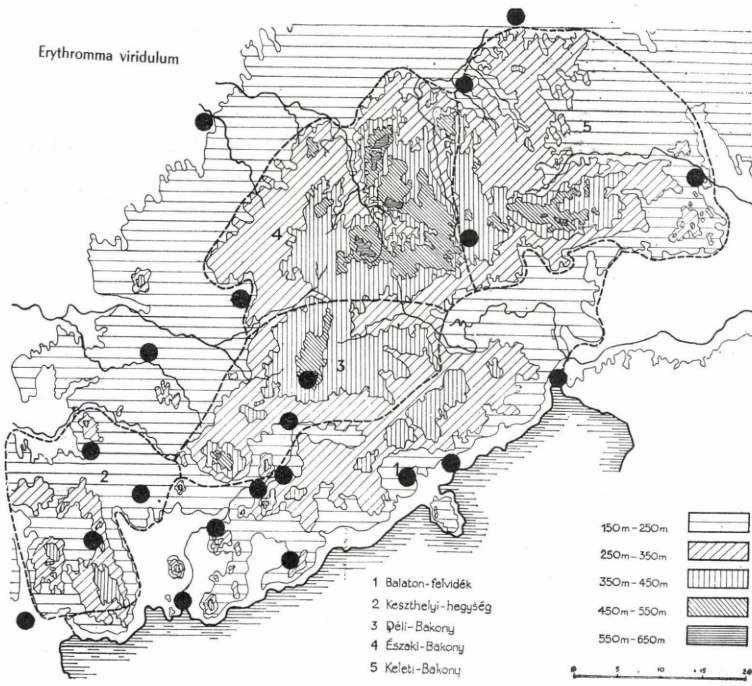 Erythromma viridulum
5
4
3
2
1
150m-250m
250m-350m
350m-450m
450m-550m
550m-650m
1 Balaton-felvidék
2 Keszthelyi-hegység
3 Déli-Bakony
4 Északi-Bakony
5 Keleti-Bakony
0 5 10 15 20